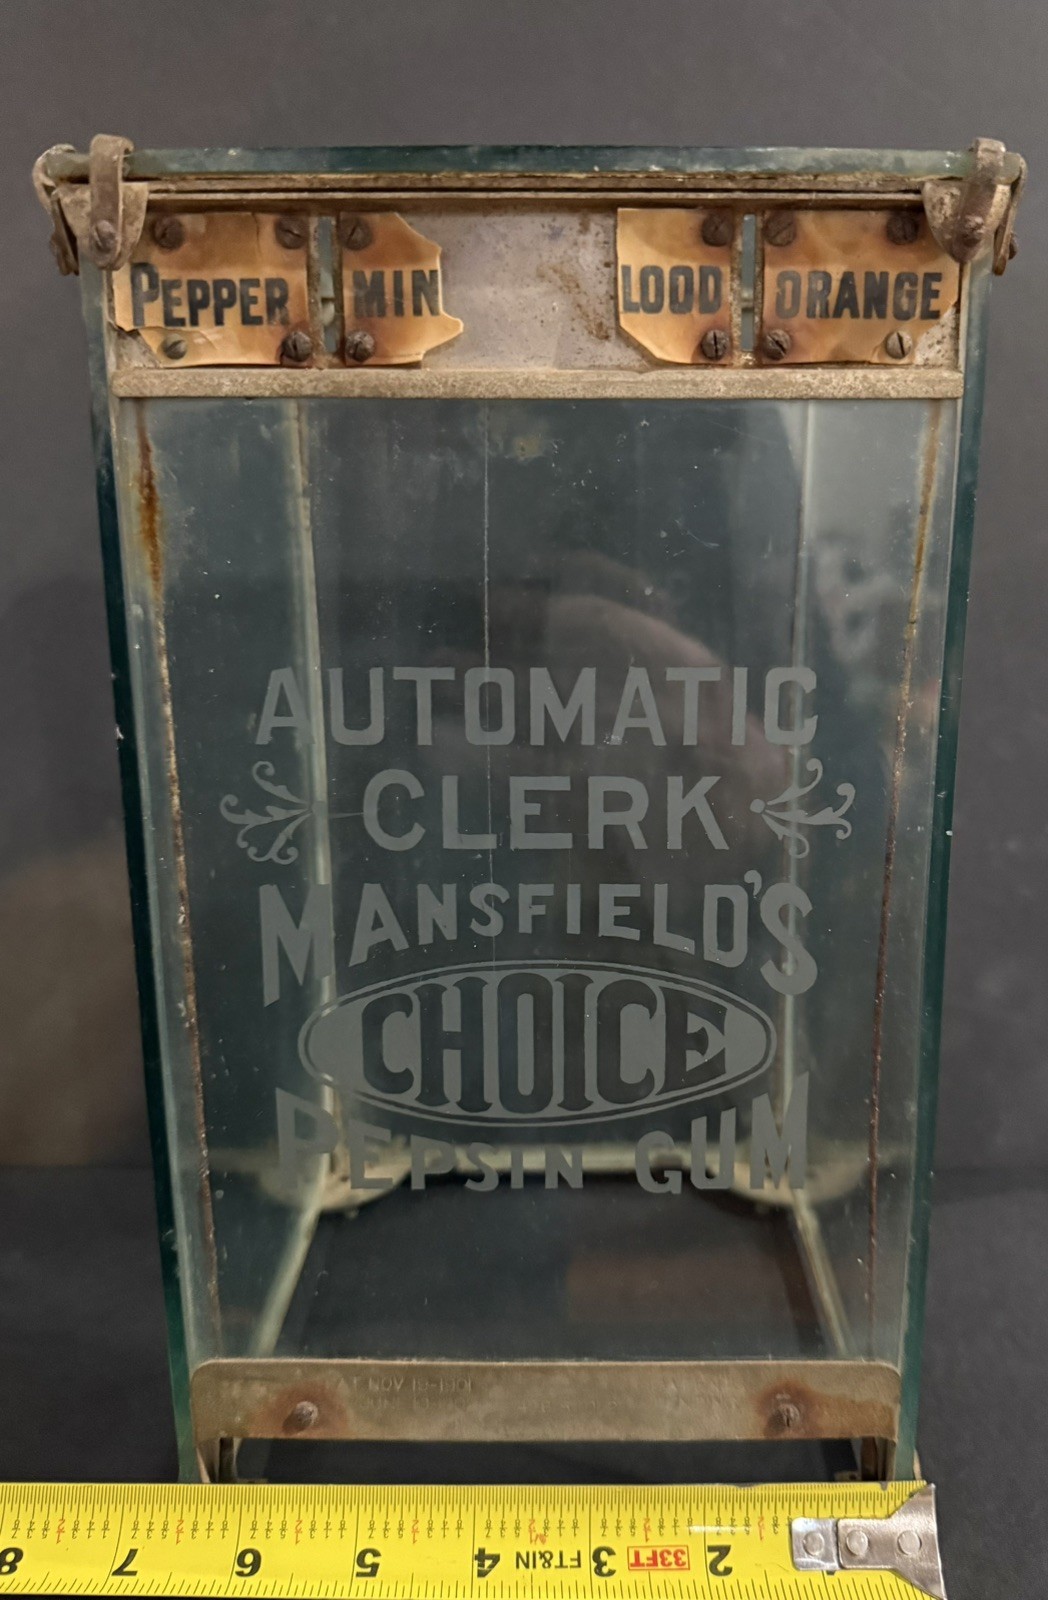 PEPPER MIN LOOD ORANGE
AUTOMATIC
CLERK
MANSFIELD'S
CHOICE
PEPSIN GUM
8 7 6 5 4 FT&IN 3 33FT 2 1